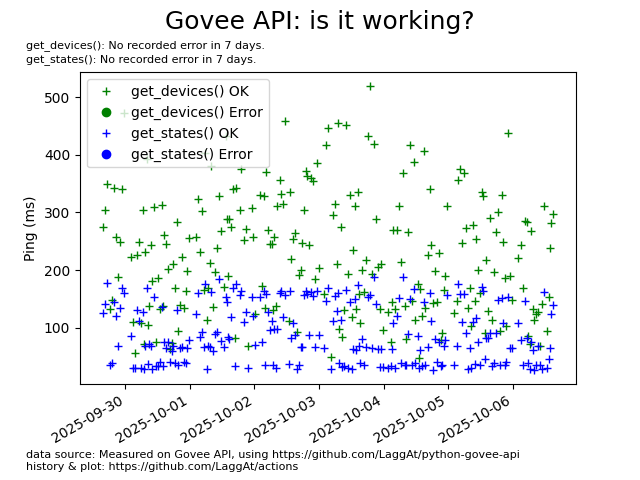 Govee API: is it working?
get_devices(): No recorded error in 7 days.
get_states(): No recorded error in 7 days.
get_devices() OK
get_devices() Error
get_states() OK
get_states() Error
Ping (ms)
500
400
300
200
100
2025-09-30
2025-10-01
2025-10-02
2025-10-03
2025-10-04
2025-10-05
2025-10-06
data source: Measured on Govee API, using https://github.com/LaggAt/python-govee-api
history & plot: https://github.com/LaggAt/actions